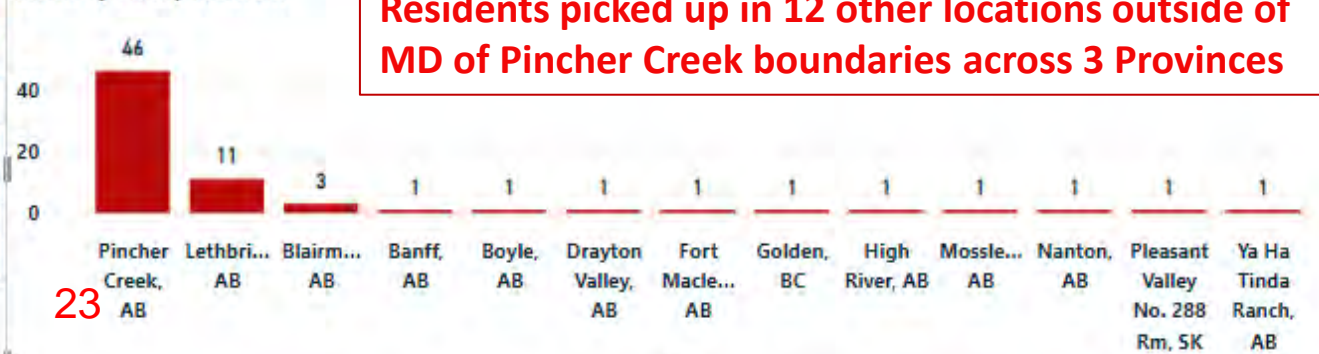 Residents picked up in 12 other locations outside of
MD of Pincher Creek boundaries across 3 Provinces
46
40
11
20
3
1
1
1
1
1
1
1
1
1
1
0
Pincher Creek, AB
Lethbri... AB
Blairm... AB
Banff, AB
Boyle, AB
Drayton Valley, AB
Fort Macle... AB
Golden, BC
High River, AB
Mossle... AB
Nanton, AB
Pleasant Valley No. 288 Rm, SK
Ya Ha Tinda Ranch, AB
23